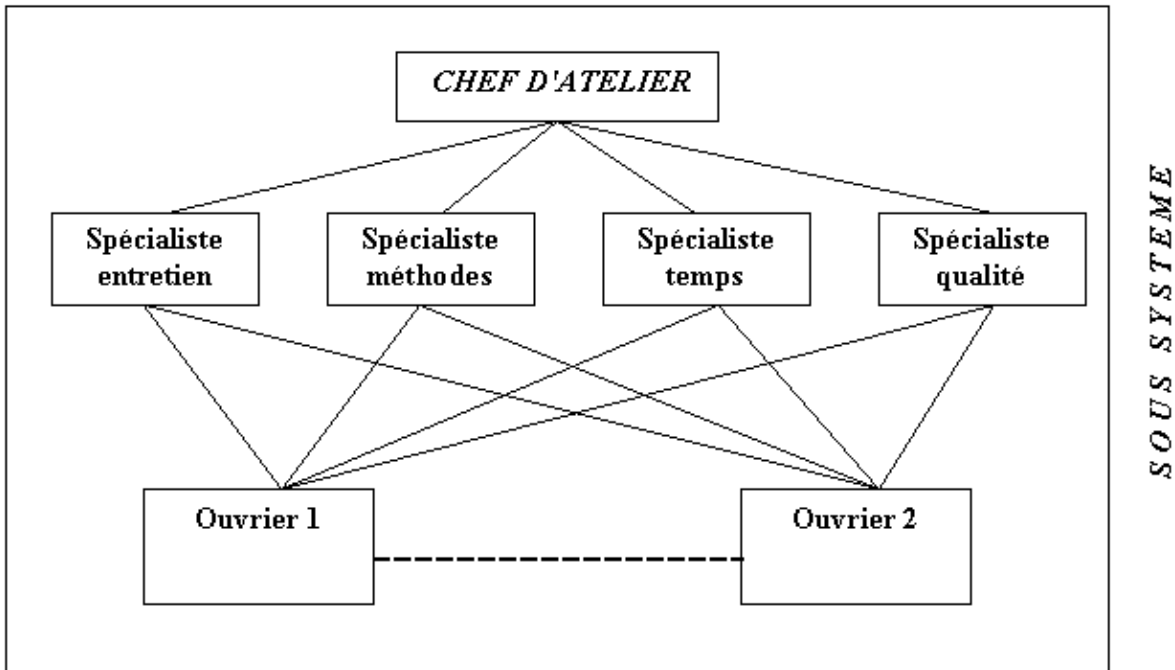 CHEF D'ATELIER
Spécialiste
entretien
Spécialiste
méthodes
Spécialiste
temps
Spécialiste
qualité
Ouvrier 1
Ouvrier 2
SOUS SYSTEME